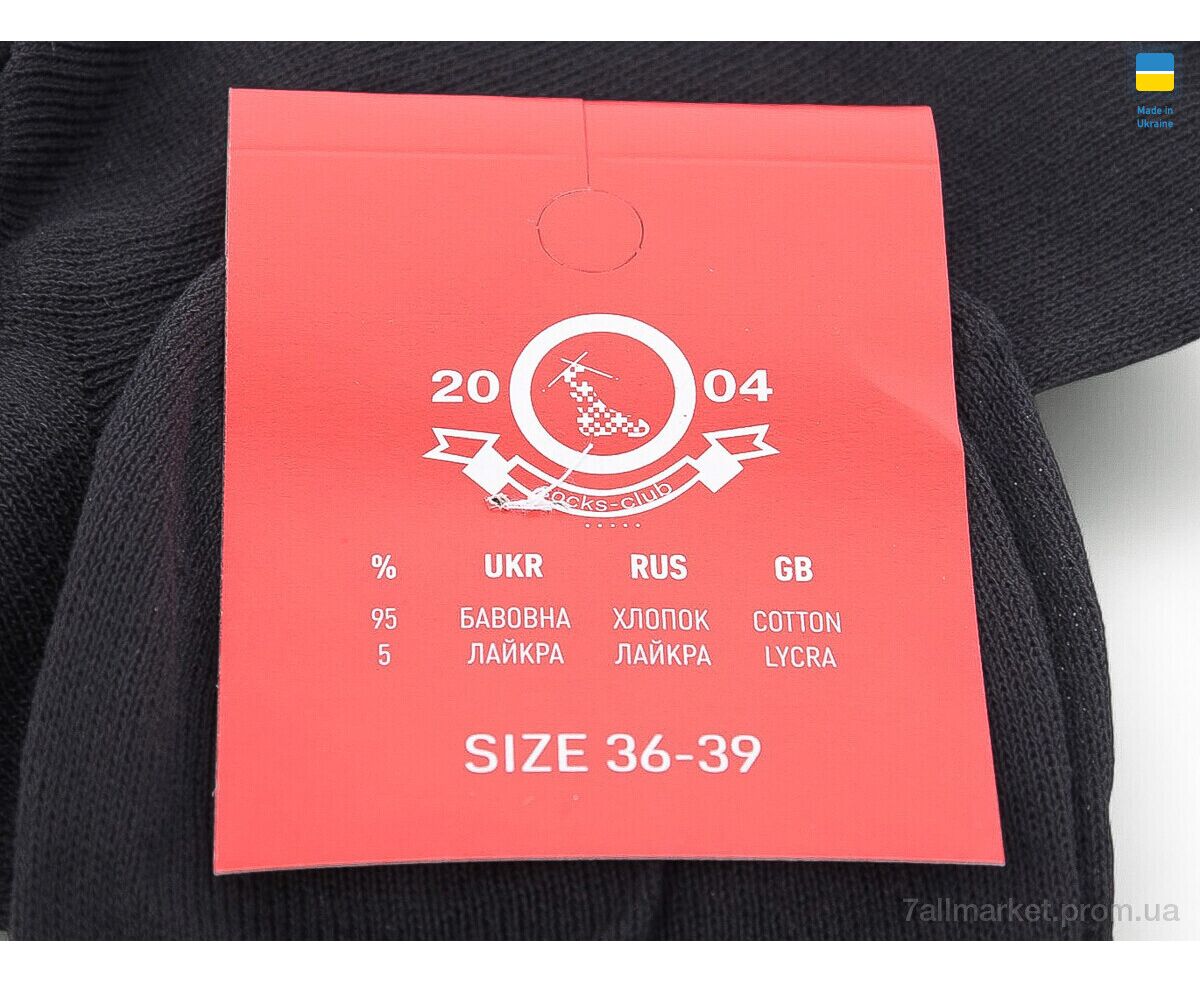 Made in
Ukraine
20 04
socks-club
% UKR RUS GB
95 БАВОВНА ХЛОПОК COTTON
5 ЛАЙКРА ЛАЙКРА LYCRA
SIZE 36-39
7allmarket.prom.ua